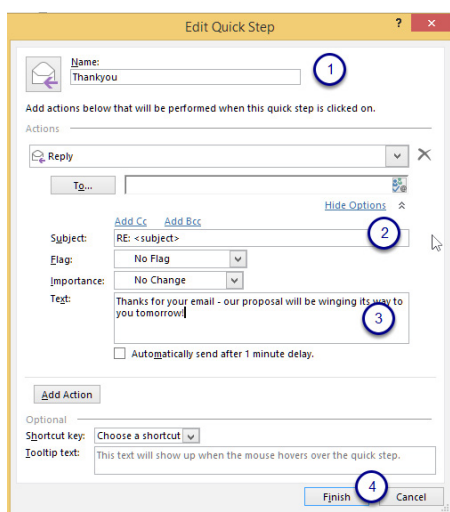 Edit Quick Step
? ×
Name:
Thankyou
1
Add actions below that will be performed when this quick step is clicked on.
Actions
Reply
To...
Hide Options
Add Cc Add Bcc
2
Subject: RE: <subject>
Flag: No Flag
Importance: No Change
Text: Thanks for your email - our proposal will be winging its way to
you tomorrow!
3
Automatically send after 1 minute delay.
Add Action
Optional
Shortcut key: Choose a shortcut
Tooltip text: This text will show up when the mouse hovers over the quick step.
Finish 4 Cancel